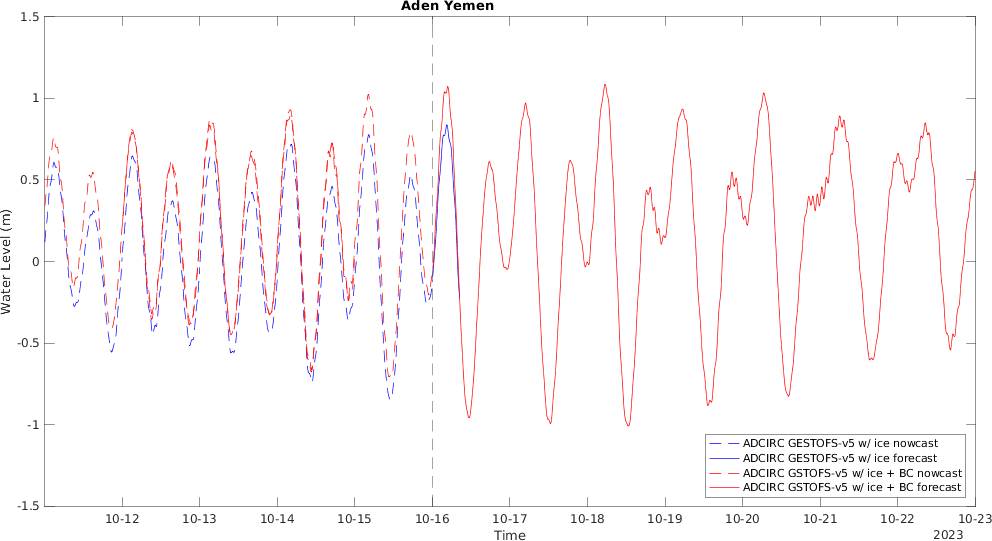 Aden Yemen
1.5
1
0.5
0
-0.5
-1
-1.5
Water Level (m)
10-12 10-13 10-14 10-15 10-16 10-17 10-18 10-19 10-20 10-21 10-22 10-23
Time
2023
ADCIRC GESTOFS-v5 w/ ice nowcast
ADCIRC GESTOFS-v5 w/ ice forecast
ADCIRC GSTOFS-v5 w/ ice + BC nowcast
ADCIRC GSTOFS-v5 w/ ice + BC forecast